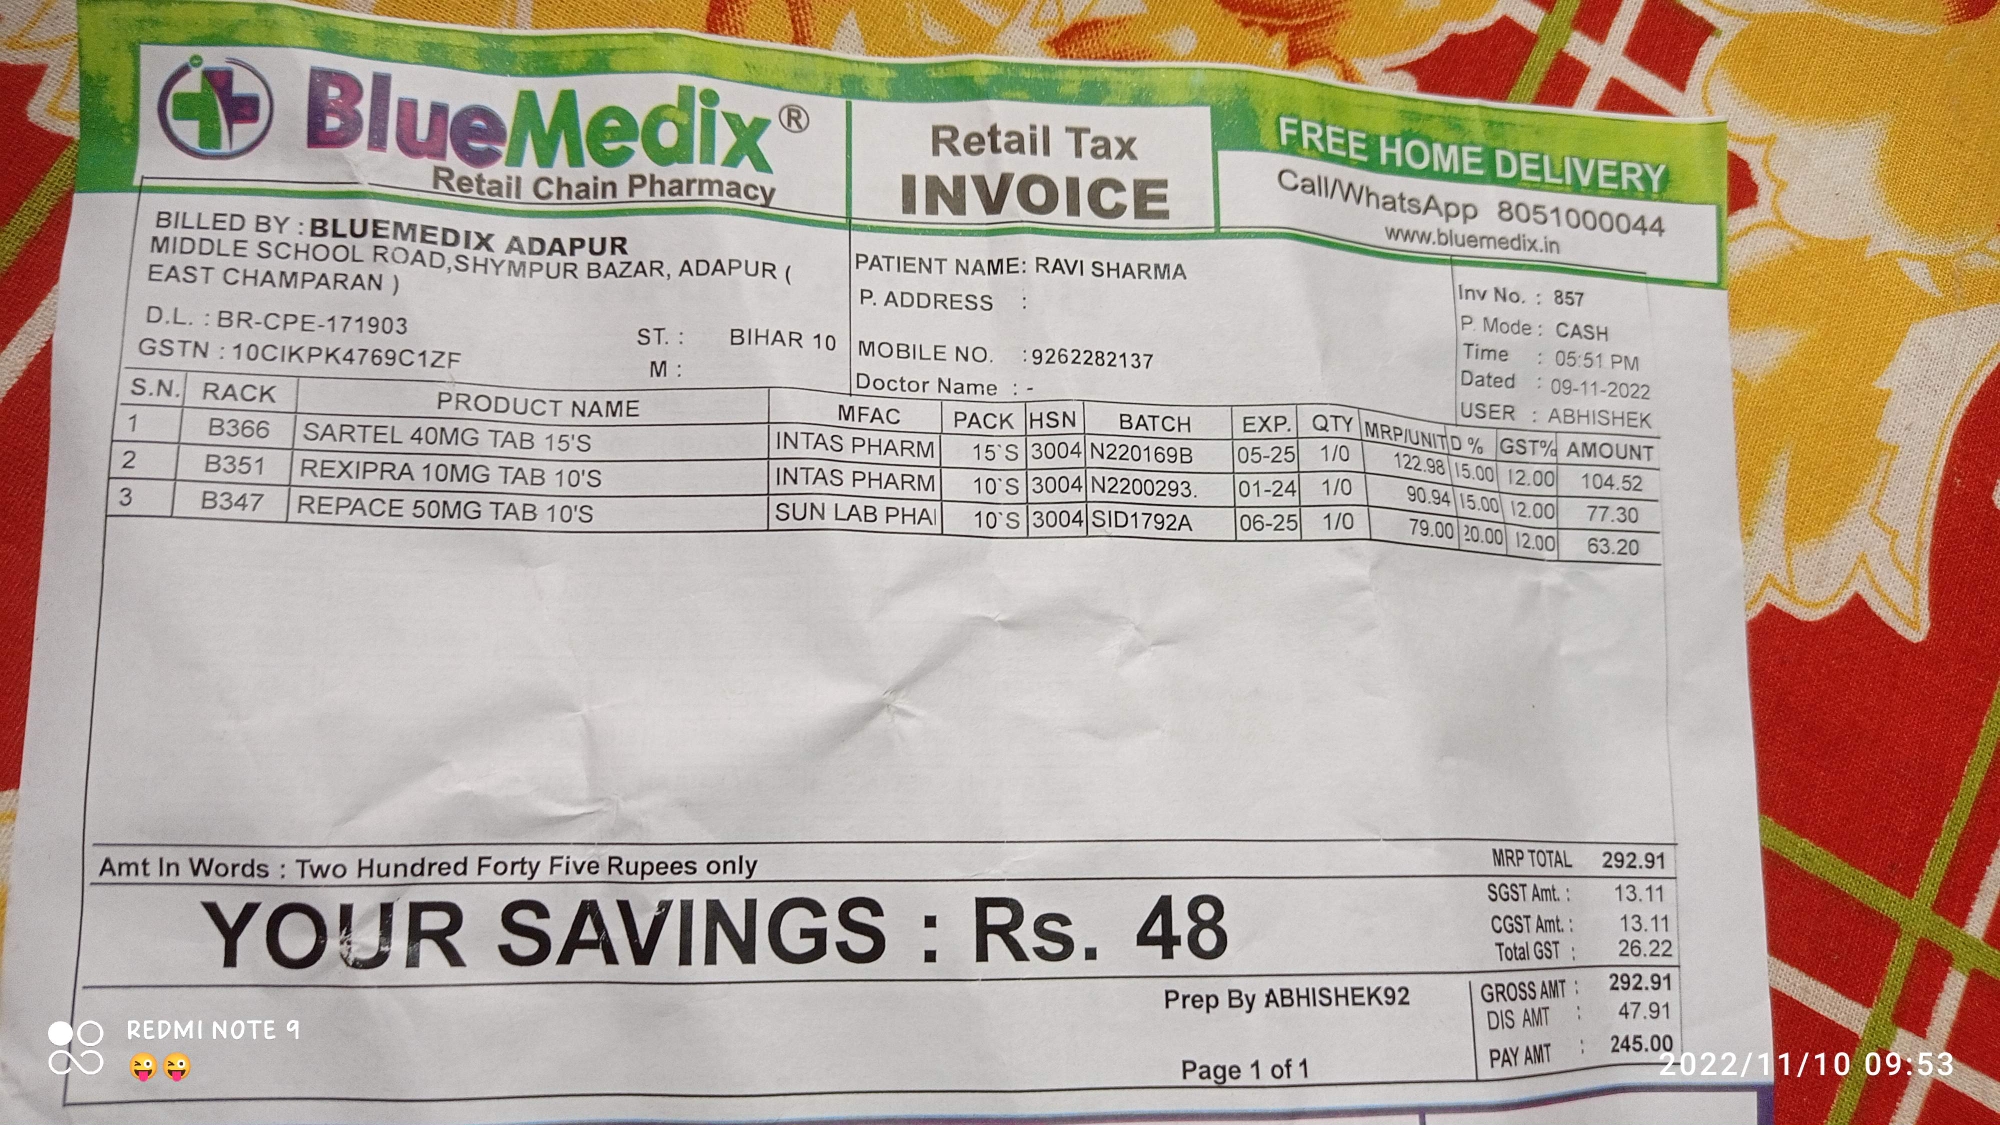 BlueMedix®
Retail Chain Pharmacy
Retail Tax
INVOICE
FREE HOME DELIVERY
Call/WhatsApp 8051000044
www.bluemedix.in
BILLED BY : BLUEMEDIX ADAPUR
MIDDLE SCHOOL ROAD,SHYMPUR BAZAR, ADAPUR (
EAST CHAMPARAN )
D.L. : BR-CPE-171903
GSTN : 10CIKPK4769C1ZF
ST. : BIHAR 10
M :
PATIENT NAME: RAVI SHARMA
P. ADDRESS :
MOBILE NO. : 9262282137
Doctor Name : -
Inv No. : 857
P. Mode : CASH
Time : 05:51 PM
Dated : 09-11-2022
USER : ABHISHEK
S.N. RACK PRODUCT NAME MFAC PACK HSN BATCH EXP. QTY MRP/UNIT D % GST% AMOUNT
1 B366 SARTEL 40MG TAB 15'S INTAS PHARM 15`S 3004 N220169B 05-25 1/0 122.98 15.00 12.00 104.52
2 B351 REXIPRA 10MG TAB 10'S INTAS PHARM 10`S 3004 N2200293. 01-24 1/0 90.94 15.00 12.00 77.30
3 B347 REPACE 50MG TAB 10'S SUN LAB PHA 10`S 3004 SID1792A 06-25 1/0 79.00 20.00 12.00 63.20
Amt In Words : Two Hundred Forty Five Rupees only
YOUR SAVINGS : Rs. 48
MRP TOTAL 292.91
SGST Amt. : 13.11
CGST Amt. : 13.11
Total GST : 26.22
GROSS AMT : 292.91
DIS AMT : 47.91
PAY AMT : 245.00
Prep By ABHISHEK92
Page 1 of 1
REDMI NOTE 9
😜😜
2022/11/10 09:53